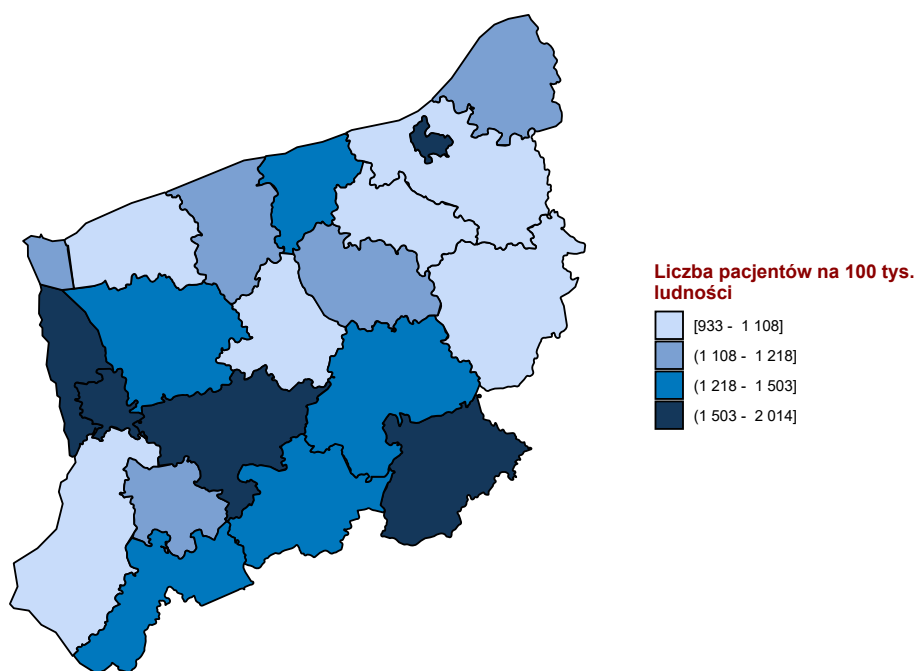 Liczba pacjentów na 100 tys.
ludności
[933 - 1 108]
(1 108 - 1 218]
(1 218 - 1 503]
(1 503 - 2 014]